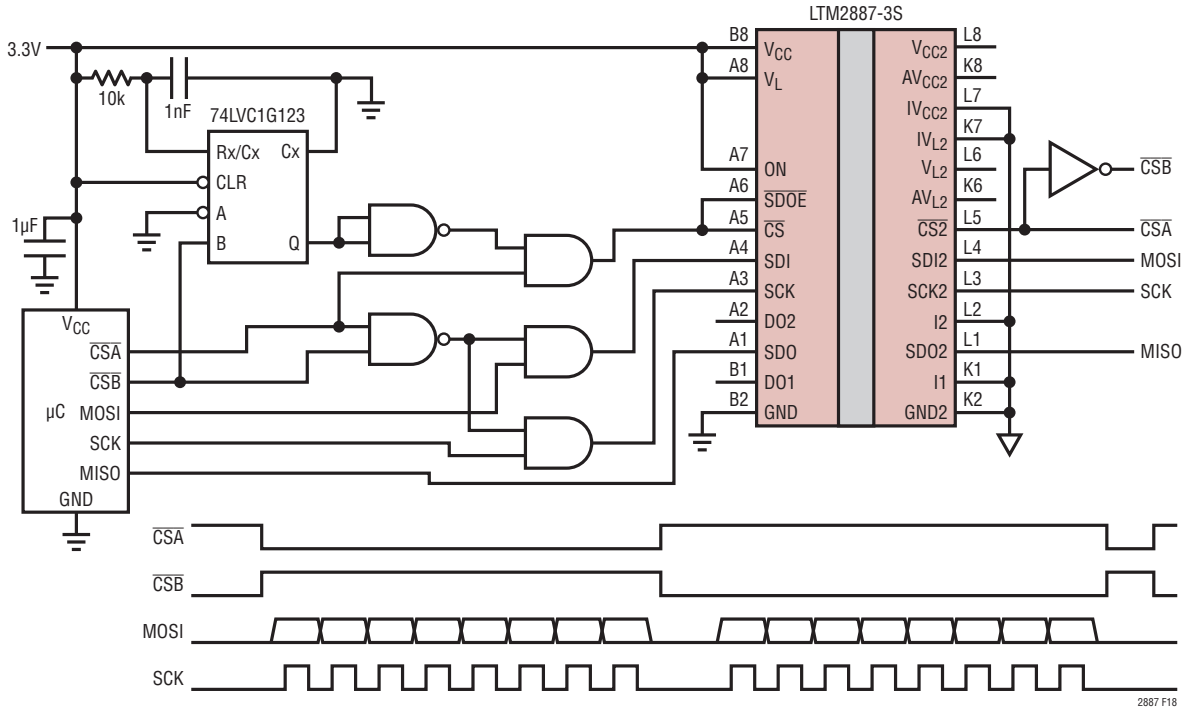 LTM2887-3S
3.3V
10k
1nF
74LVC1G123
Rx/Cx
Cx
CLR
A
B
Q
1µF
VCC
CSA
CSB
µC
MOSI
SCK
MISO
GND
B8
VCC
A8
VL
A7
ON
A6
SDOE
A5
CS
A4
SDI
A3
SCK
A2
DO2
A1
SDO
B1
DO1
B2
GND
VCC2
L8
AVCC2
K8
IVCC2
L7
IVL2
K7
VL2
L6
AVL2
K6
CS2
L5
SDI2
L4
SCK2
L3
I2
L2
SDO2
L1
I1
K1
GND2
K2
CSB
CSA
MOSI
SCK
MISO
CSA
CSB
MOSI
SCK
2887 F18